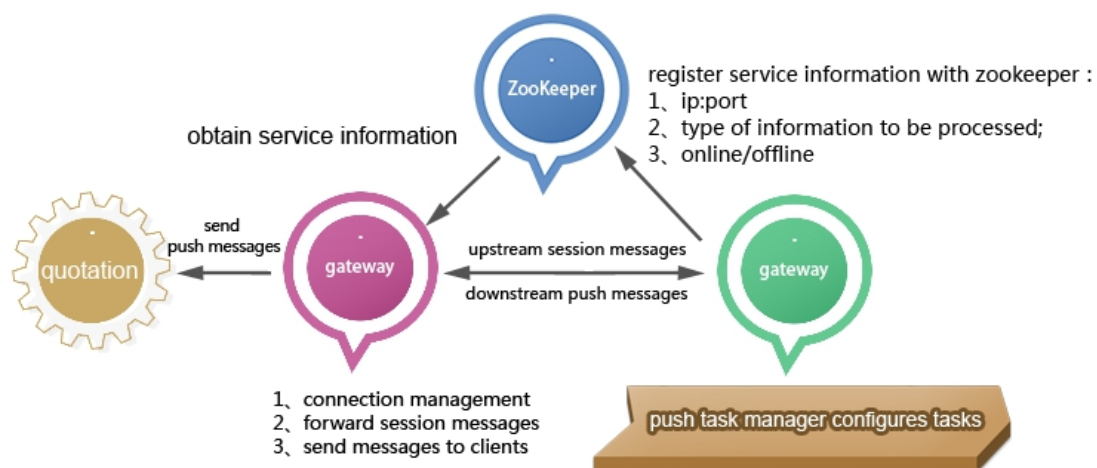 ZooKeeper
register service information with zookeeper :
1、ip:port
2、type of information to be processed;
3、online/offline
obtain service information
send
push messages
quotation
gateway
upstream session messages
downstream push messages
gateway
1、connection management
2、forward session messages
3、send messages to clients
push task manager configures tasks